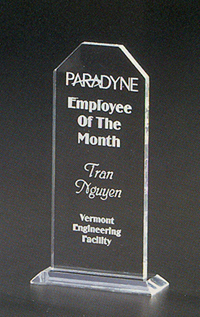 PARADYNE
Employee
Of The
Month
Tran
Nguyen
Vermont
Engineering
Facility